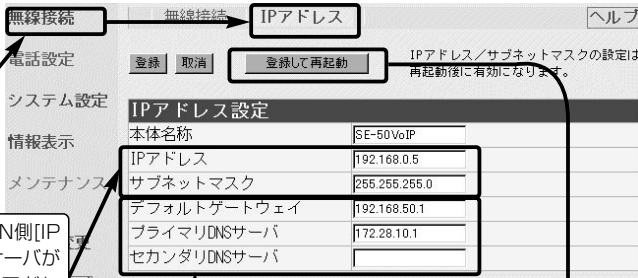 無線接続
無線接続 IPアドレス ヘルプ
電話設定
登録 取消 登録して再起動 IPアドレス/サブネットマスクの設定は
再起動後に有効になります。
システム設定
IPアドレス設定
本体名称 SE-50VoIP
情報表示
IPアドレス 192.168.0.5
メンテナンス
サブネットマスク 255.255.255.0
デフォルトゲートウェイ 192.168.50.1
N側[IP
変更
プライマリDNSサーバ 172.28.10.1
ーバが
セカンダリDNSサーバ